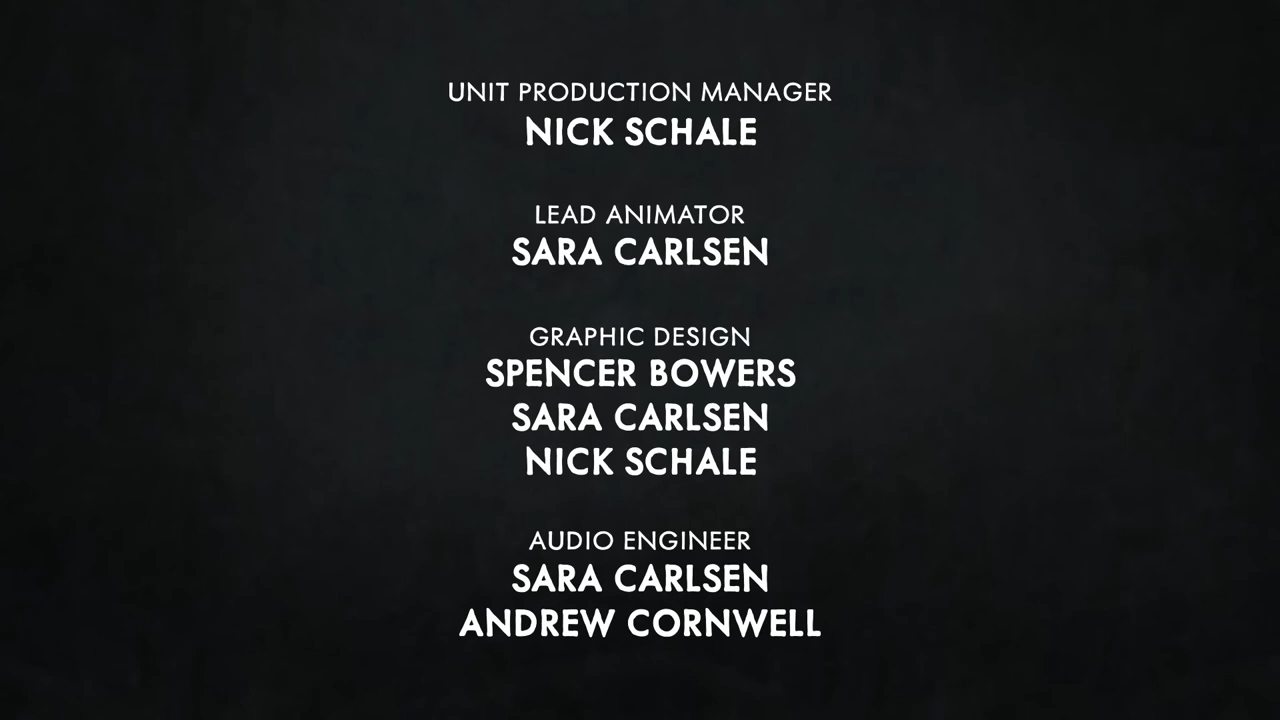 UNIT PRODUCTION MANAGER
NICK SCHALE
LEAD ANIMATOR
SARA CARLSEN
GRAPHIC DESIGN
SPENCER BOWERS
SARA CARLSEN
NICK SCHALE
AUDIO ENGINEER
SARA CARLSEN
ANDREW CORNWELL